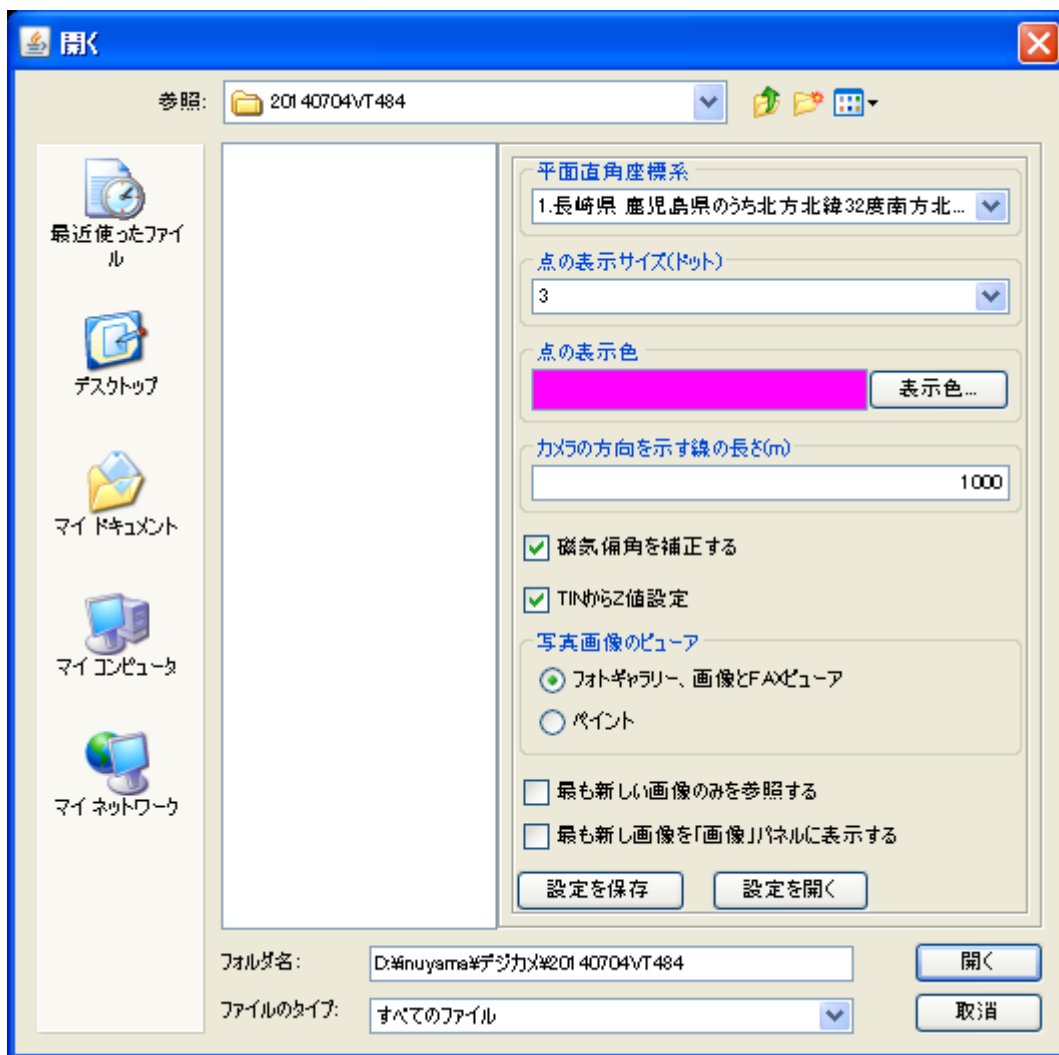 開く
参照:
20140704VT484
最近使ったファイ
ル
デスクトップ
マイ ドキュメント
マイ コンピュータ
マイ ネットワーク
平面直角座標系
1.長崎県 鹿児島県のうち北方北緯32度南方北...
点の表示サイズ(ドット)
3
点の表示色
表示色...
カメラの方向を示す線の長さ(m)
1000
磁気偏角を補正する
TINからZ値設定
写真画像のビューア
フォトギャラリー、画像とFAXビューア
ペイント
最も新しい画像のみを参照する
最も新し画像を「画像」パネルに表示する
設定を保存
設定を開く
フォルダ名:
D:¥inuyama¥デジカメ¥20140704VT484
開く
ファイルのタイプ:
すべてのファイル
取消